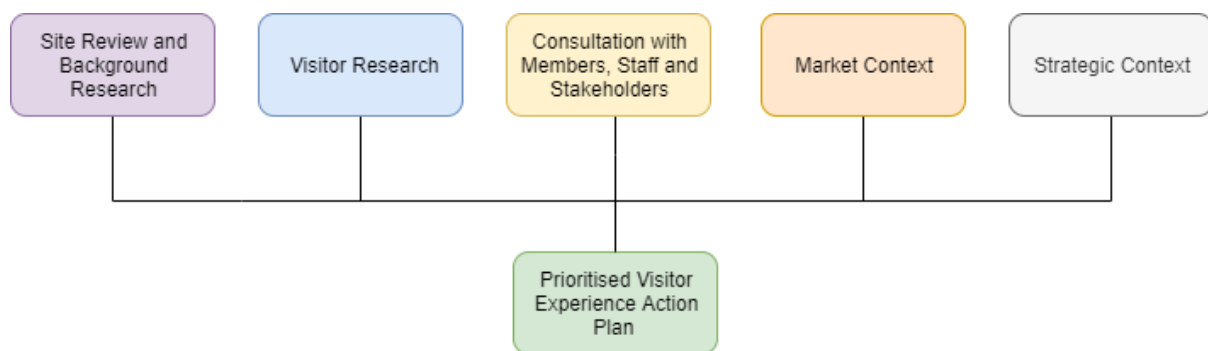 Site Review and
Background
Research
Visitor Research
Consultation with
Members, Staff and
Stakeholders
Market Context
Strategic Context
Prioritised Visitor
Experience Action
Plan